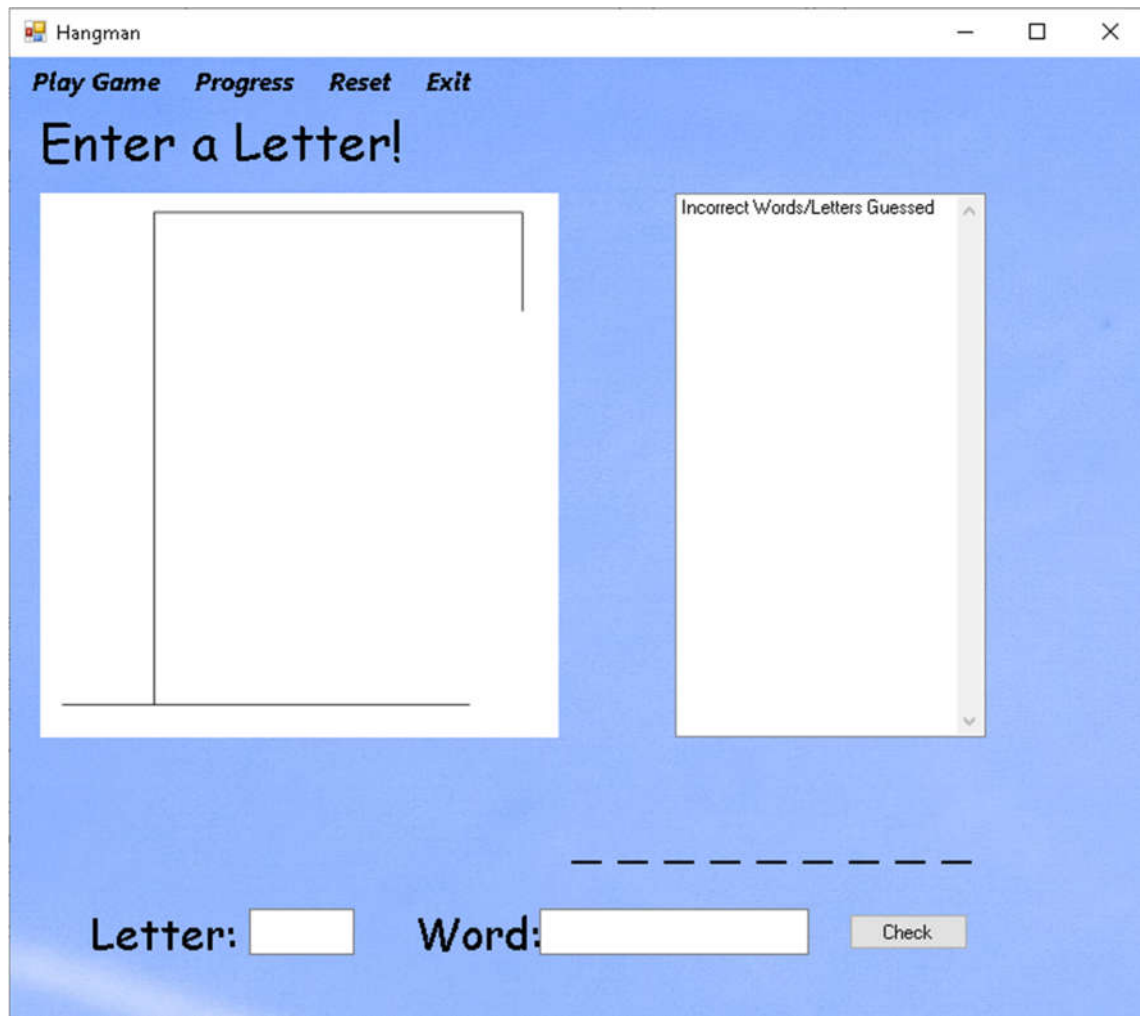 Hangman
Play Game Progress Reset Exit
Enter a Letter!
Incorrect Words/Letters Guessed
_ _ _ _ _ _ _ _ _
Letter: Word: Check